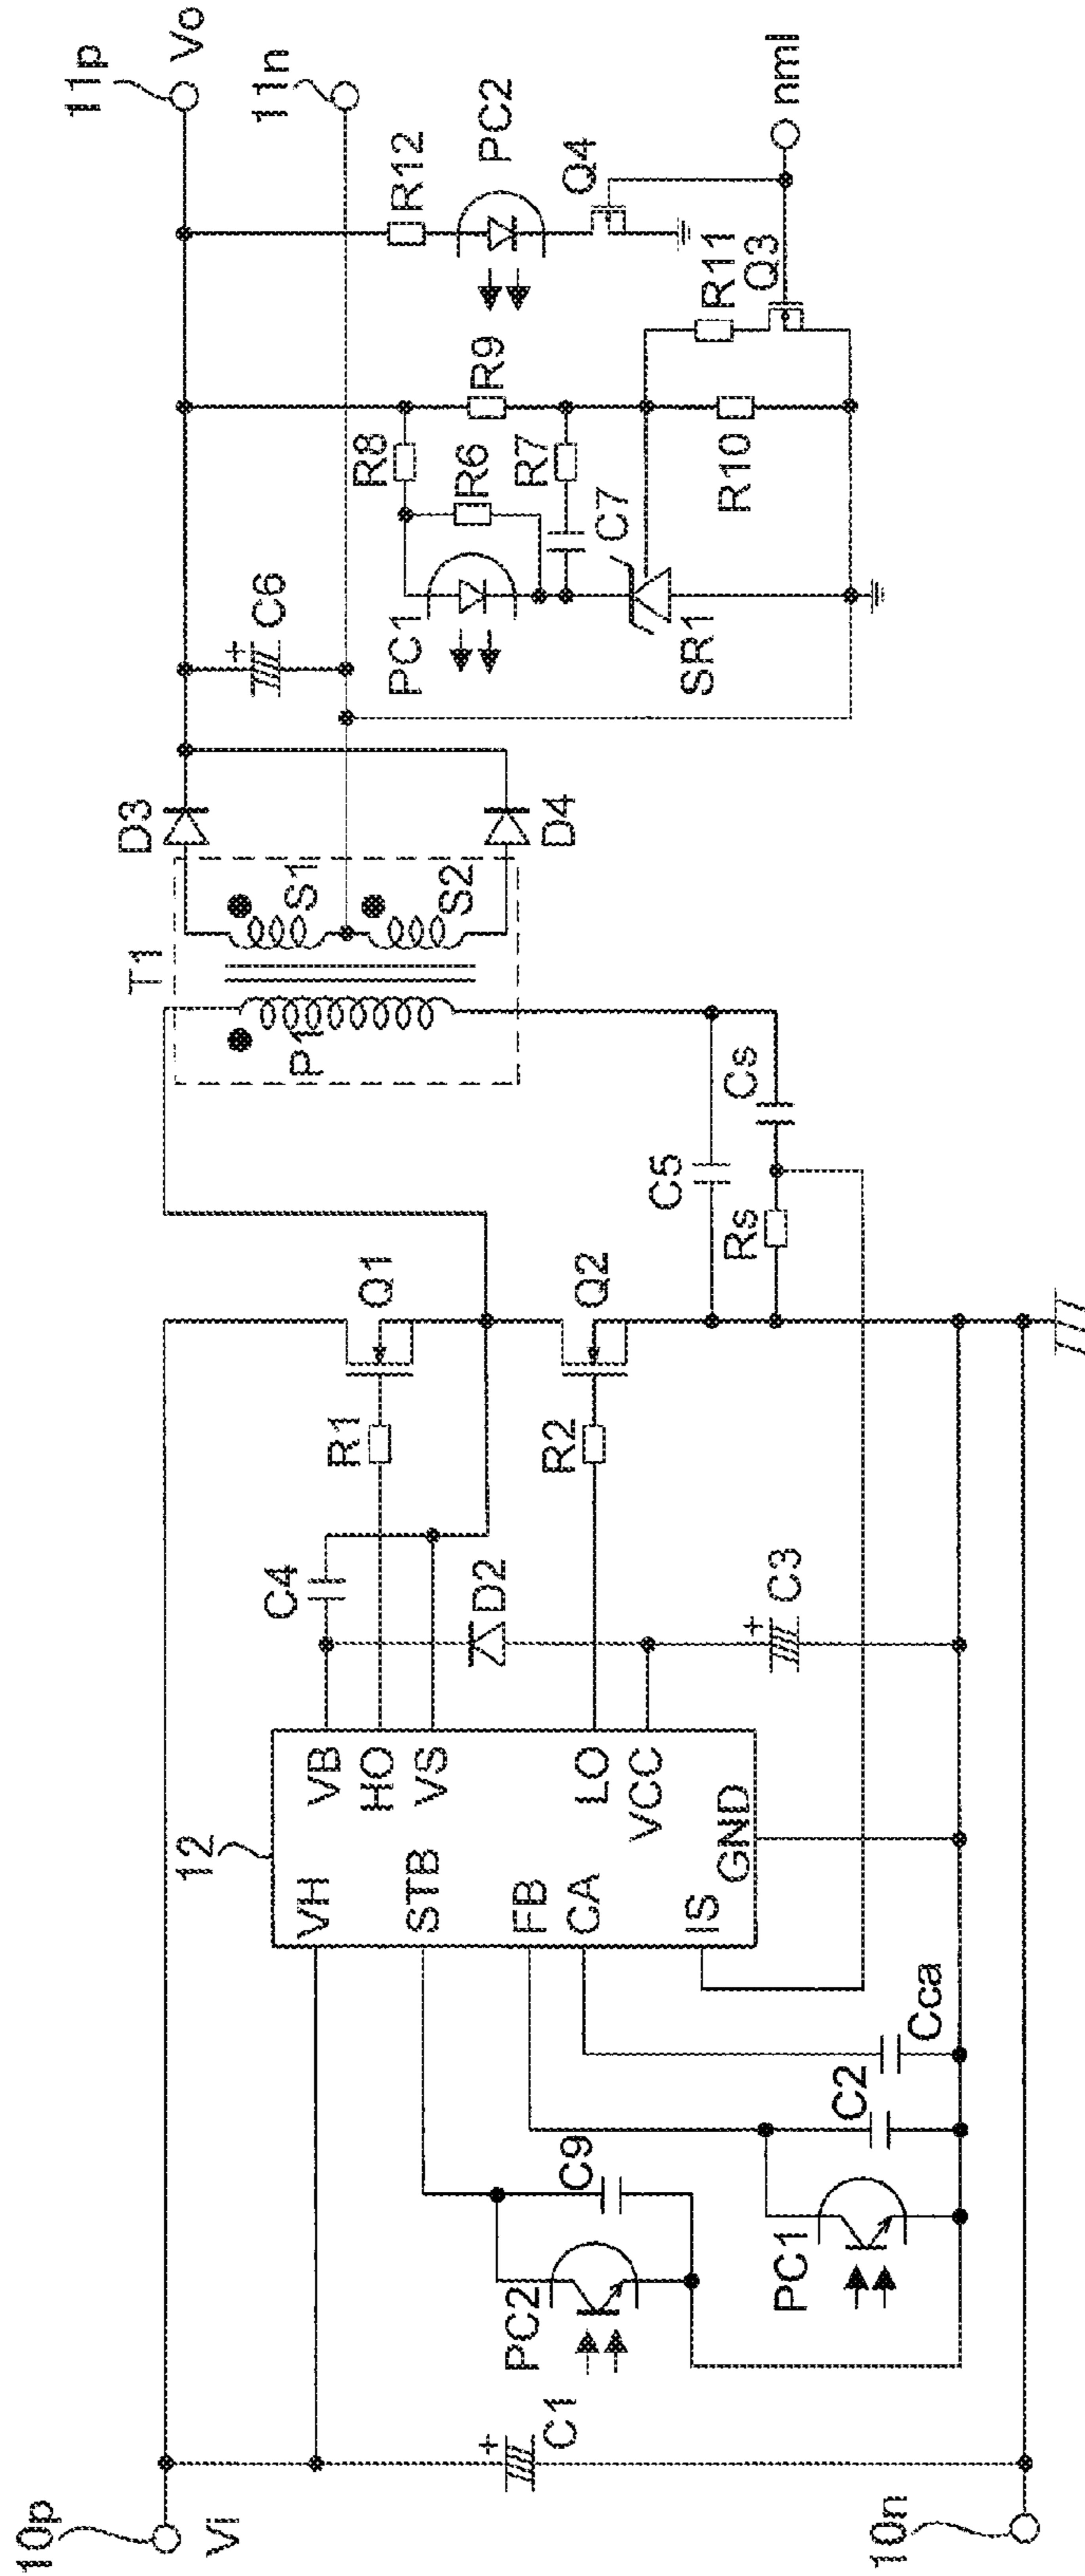 10p
Vi
10n
C1
PC2
C9
PC1
C2
Cca
12
VH
STB
FB
CA
IS
GND
VB
HO
VS
LO
VCC
C4
D2
C3
R1
R2
Q1
Q2
C5
Rs
Cs
T1
P1
S1
S2
D3
D4
+
C6
PC1
R8
R6
R7
C7
SR1
R9
R10
R11
Q3
R12
PC2
Q4
nml
11p
Vo
11n
+
+